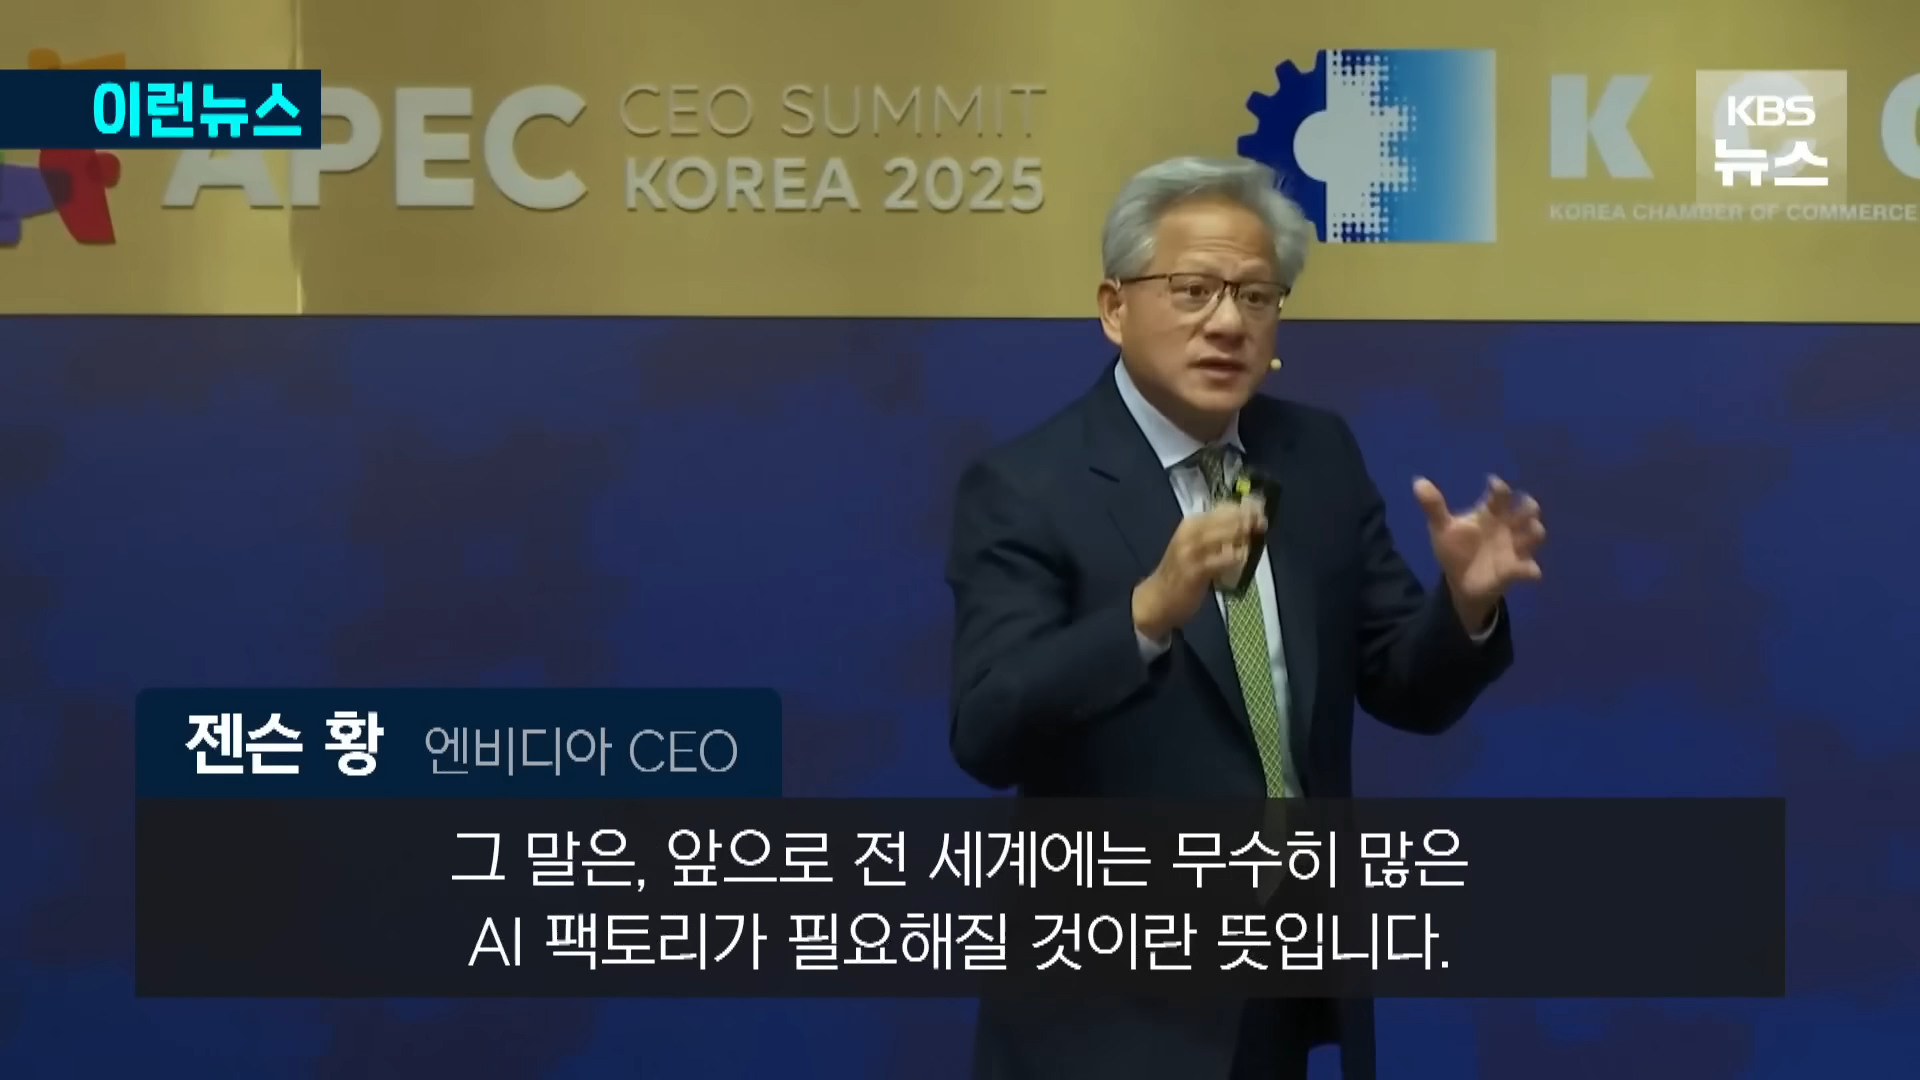 이런뉴스
APEC
CEO SUMMIT
KOREA 2025
K
C
KBS
뉴스
KOREA CHAMBER OF COMMERCE
젠슨 황 엔비디아 CEO
그 말은, 앞으로 전 세계에는 무수히 많은
AI 팩토리가 필요해질 것이란 뜻입니다.